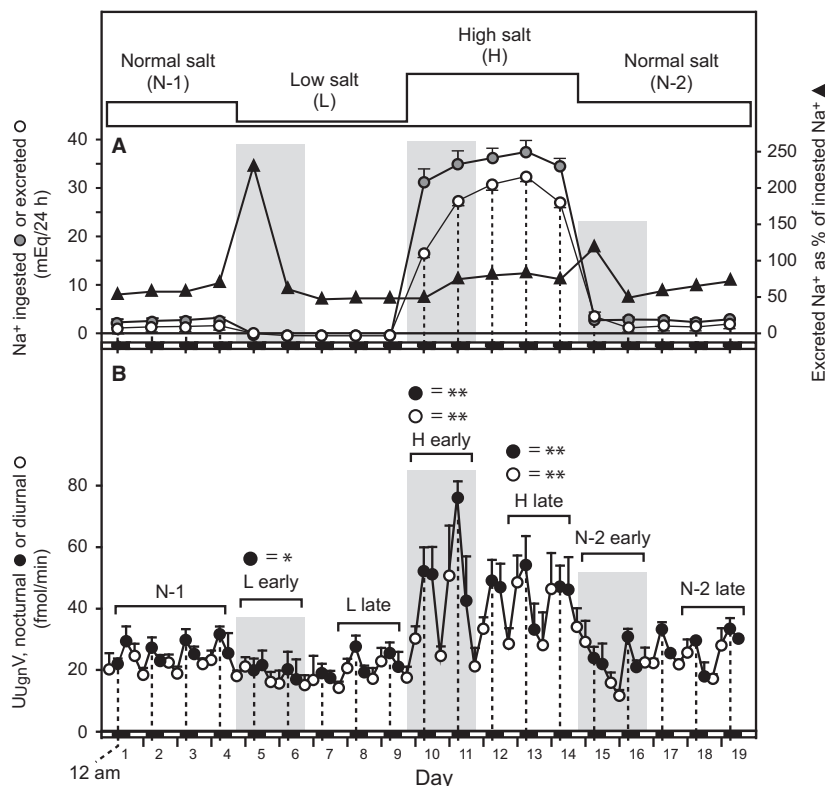 High salt
(H)
Normal salt
(N-1)
Low salt
(L)
Normal salt
(N-2)
A
40
30
20
10
0
Na⁺ ingested ● or excreted ○
(mEq/24 h)
250
200
150
100
50
0
Excreted Na⁺ as % of ingested Na⁺ ▲
B
80
60
40
20
0
UUgnV, nocturnal ● or diurnal ○
(fmol/min)
● = **
○ = **
H early
● = **
○ = **
H late
N-2 early
● = *
L early
N-1
L late
N-2 late
1 2 3 4 5 6 7 8 9 10 11 12 13 14 15 16 17 18 19
12 am
Day